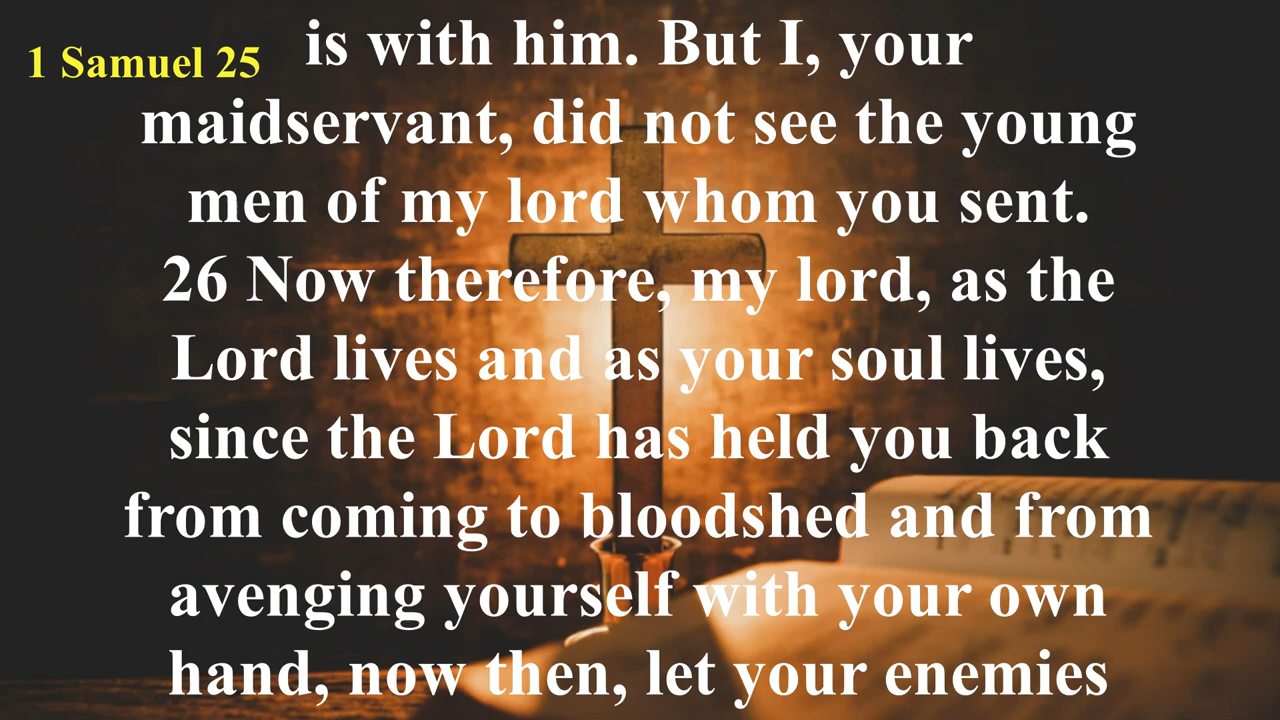 1 Samuel 25
is with him. But I, your
maidservant, did not see the young
men of my lord whom you sent.
26 Now therefore, my lord, as the
Lord lives and as your soul lives,
since the Lord has held you back
from coming to bloodshed and from
avenging yourself with your own
hand, now then, let your enemies